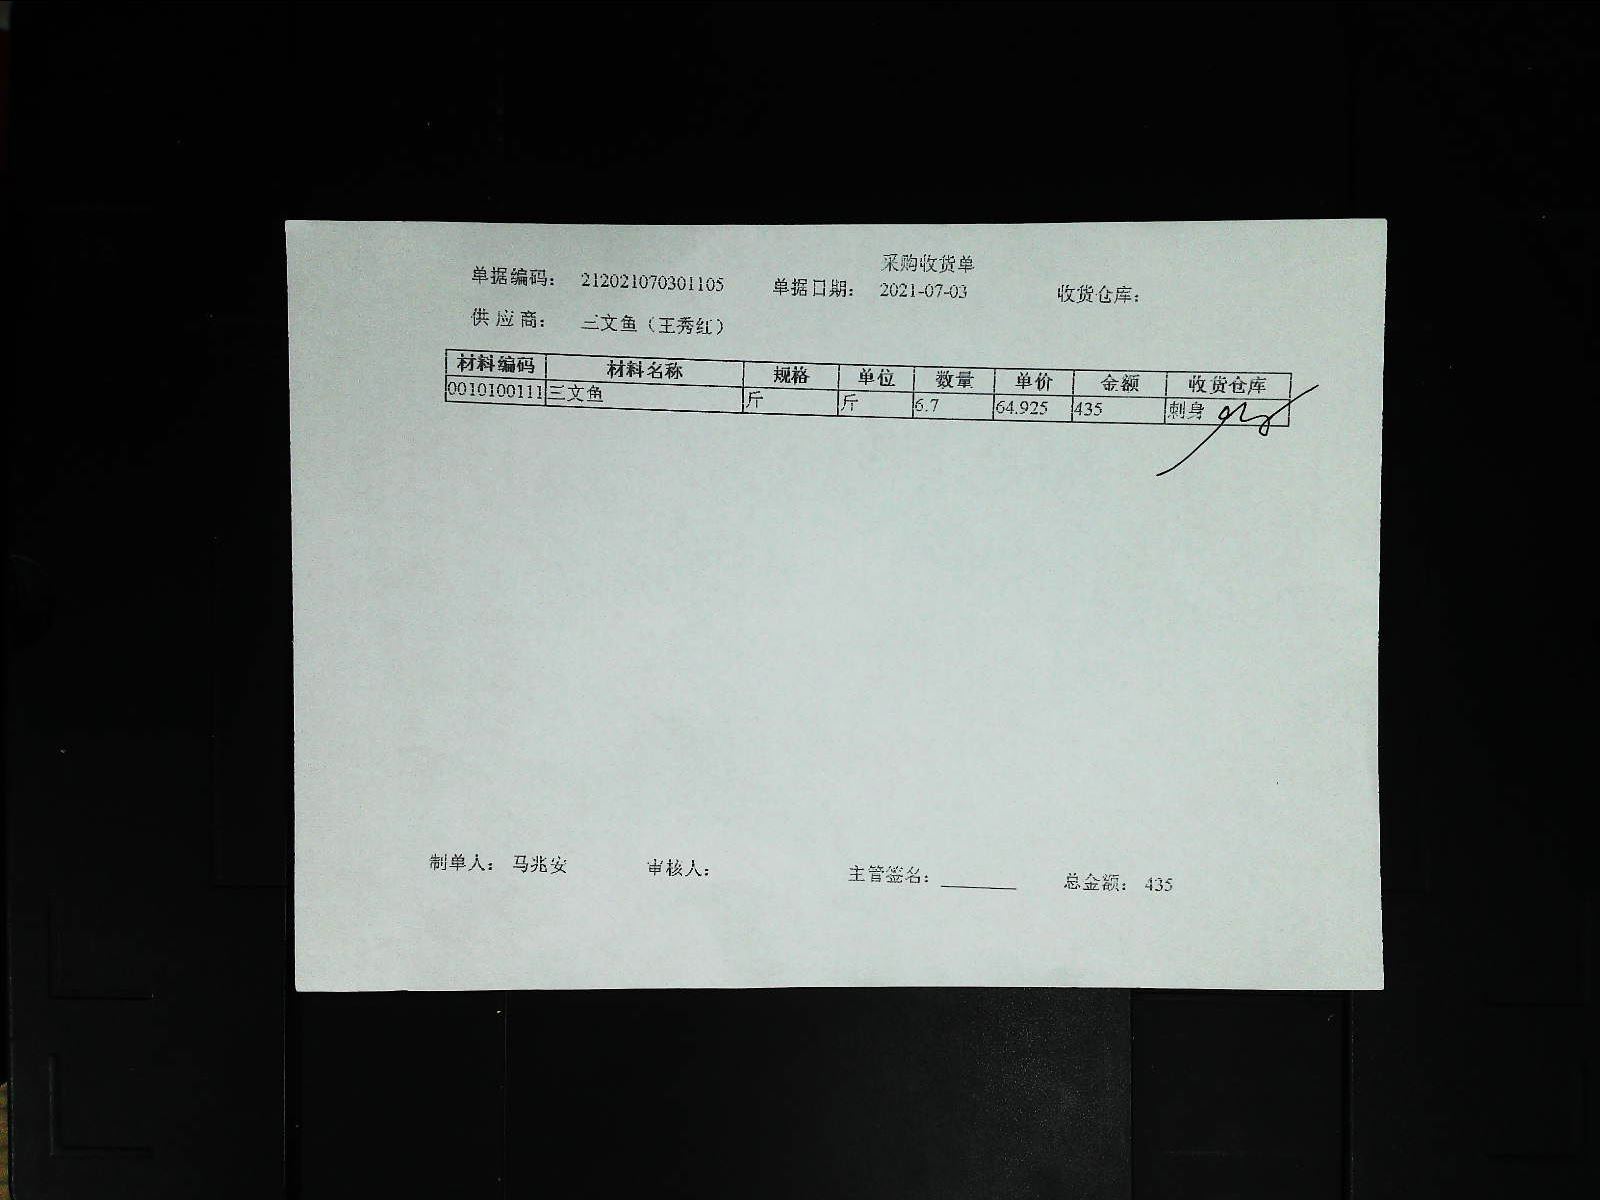 采购收货单
单据编码： 212021070301105 单据日期： 2021-07-03 收货仓库：
供 应 商： 三文鱼（王秀红）
材料编码 材料名称 规格 单位 数量 单价 金额 收货仓库
0010100111 三文鱼 斤 斤 6.7 64.925 435 刺身
制单人： 马兆安 审核人： 主管签名：________ 总金额： 435